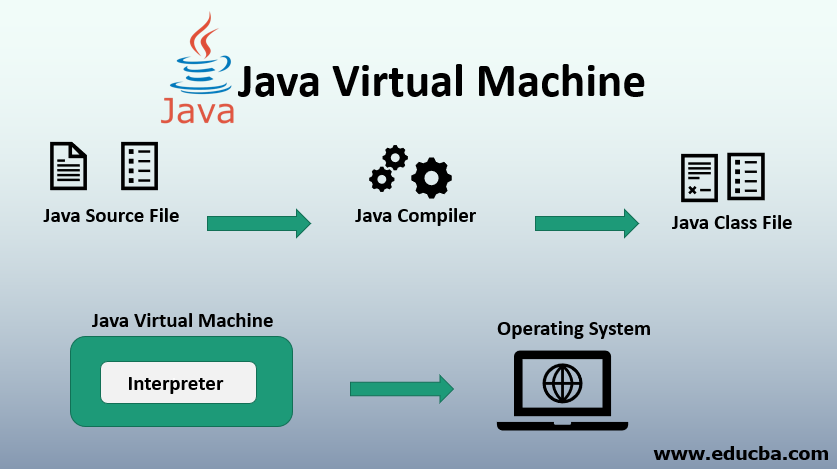 Java
Java Virtual Machine
Java Source File
Java Compiler
Java Class File
Java Virtual Machine
Interpreter
Operating System
www.educba.com